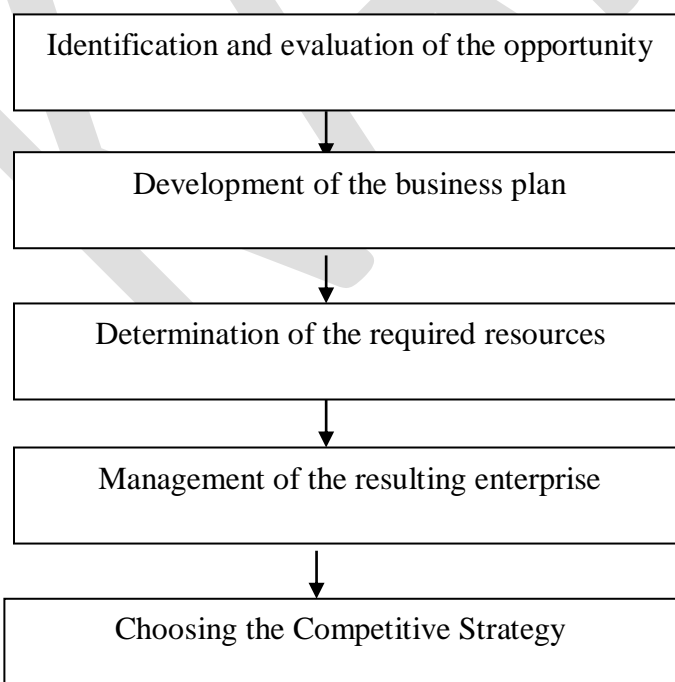 Identification and evaluation of the opportunity
Development of the business plan
Determination of the required resources
Management of the resulting enterprise
Choosing the Competitive Strategy